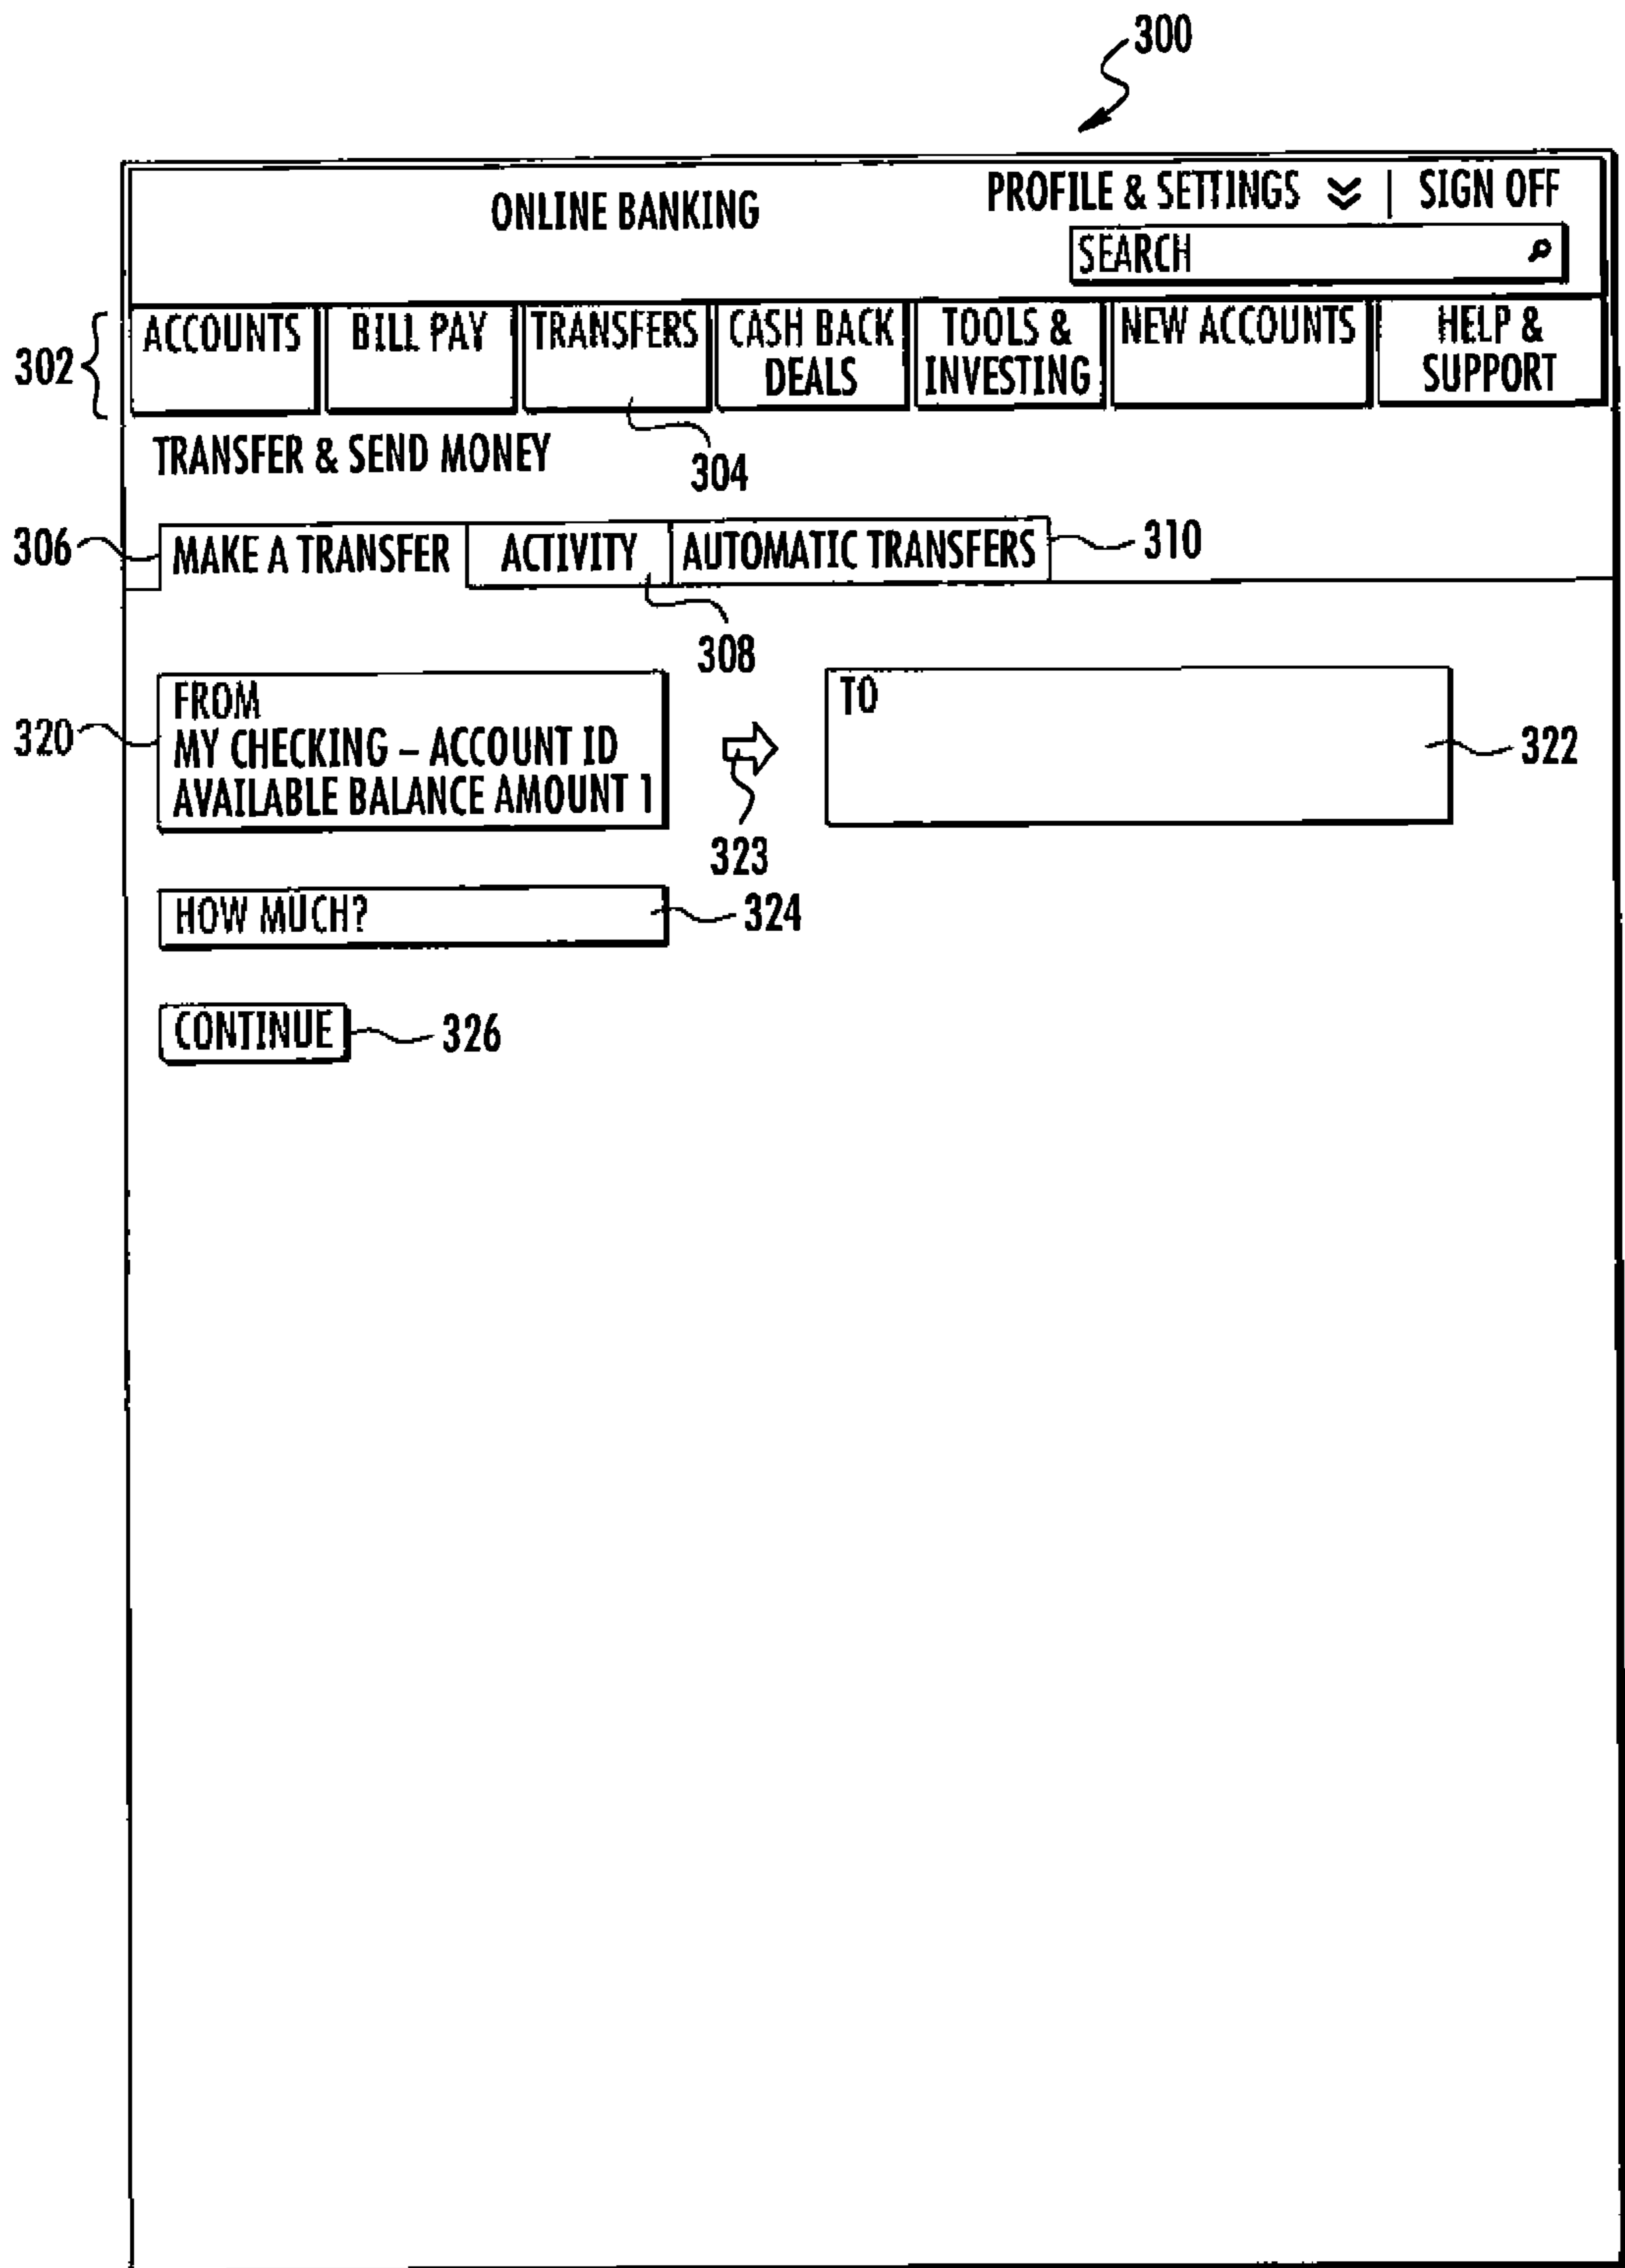 300
ONLINE BANKING
PROFILE & SETTINGS | SIGN OFF
SEARCH
302
ACCOUNTS
BILL PAY
TRANSFERS
CASH BACK
DEALS
TOOLS &
INVESTING
NEW ACCOUNTS
HELP &
SUPPORT
304
TRANSFER & SEND MONEY
306
MAKE A TRANSFER
ACTIVITY
AUTOMATIC TRANSFERS
310
308
320
FROM
MY CHECKING – ACCOUNT ID
AVAILABLE BALANCE AMOUNT 1
323
TO
322
HOW MUCH?
324
CONTINUE
326